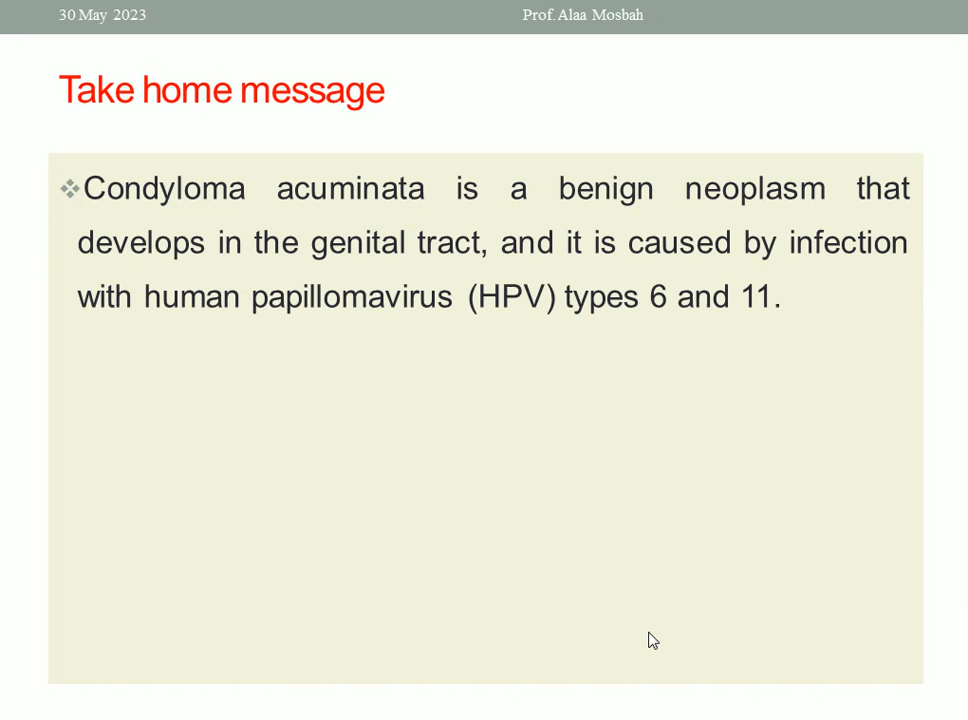 30 May 2023
Prof. Alaa Mosbah
Take home message
❖Condyloma acuminata is a benign neoplasm that
develops in the genital tract, and it is caused by infection
with human papillomavirus (HPV) types 6 and 11.